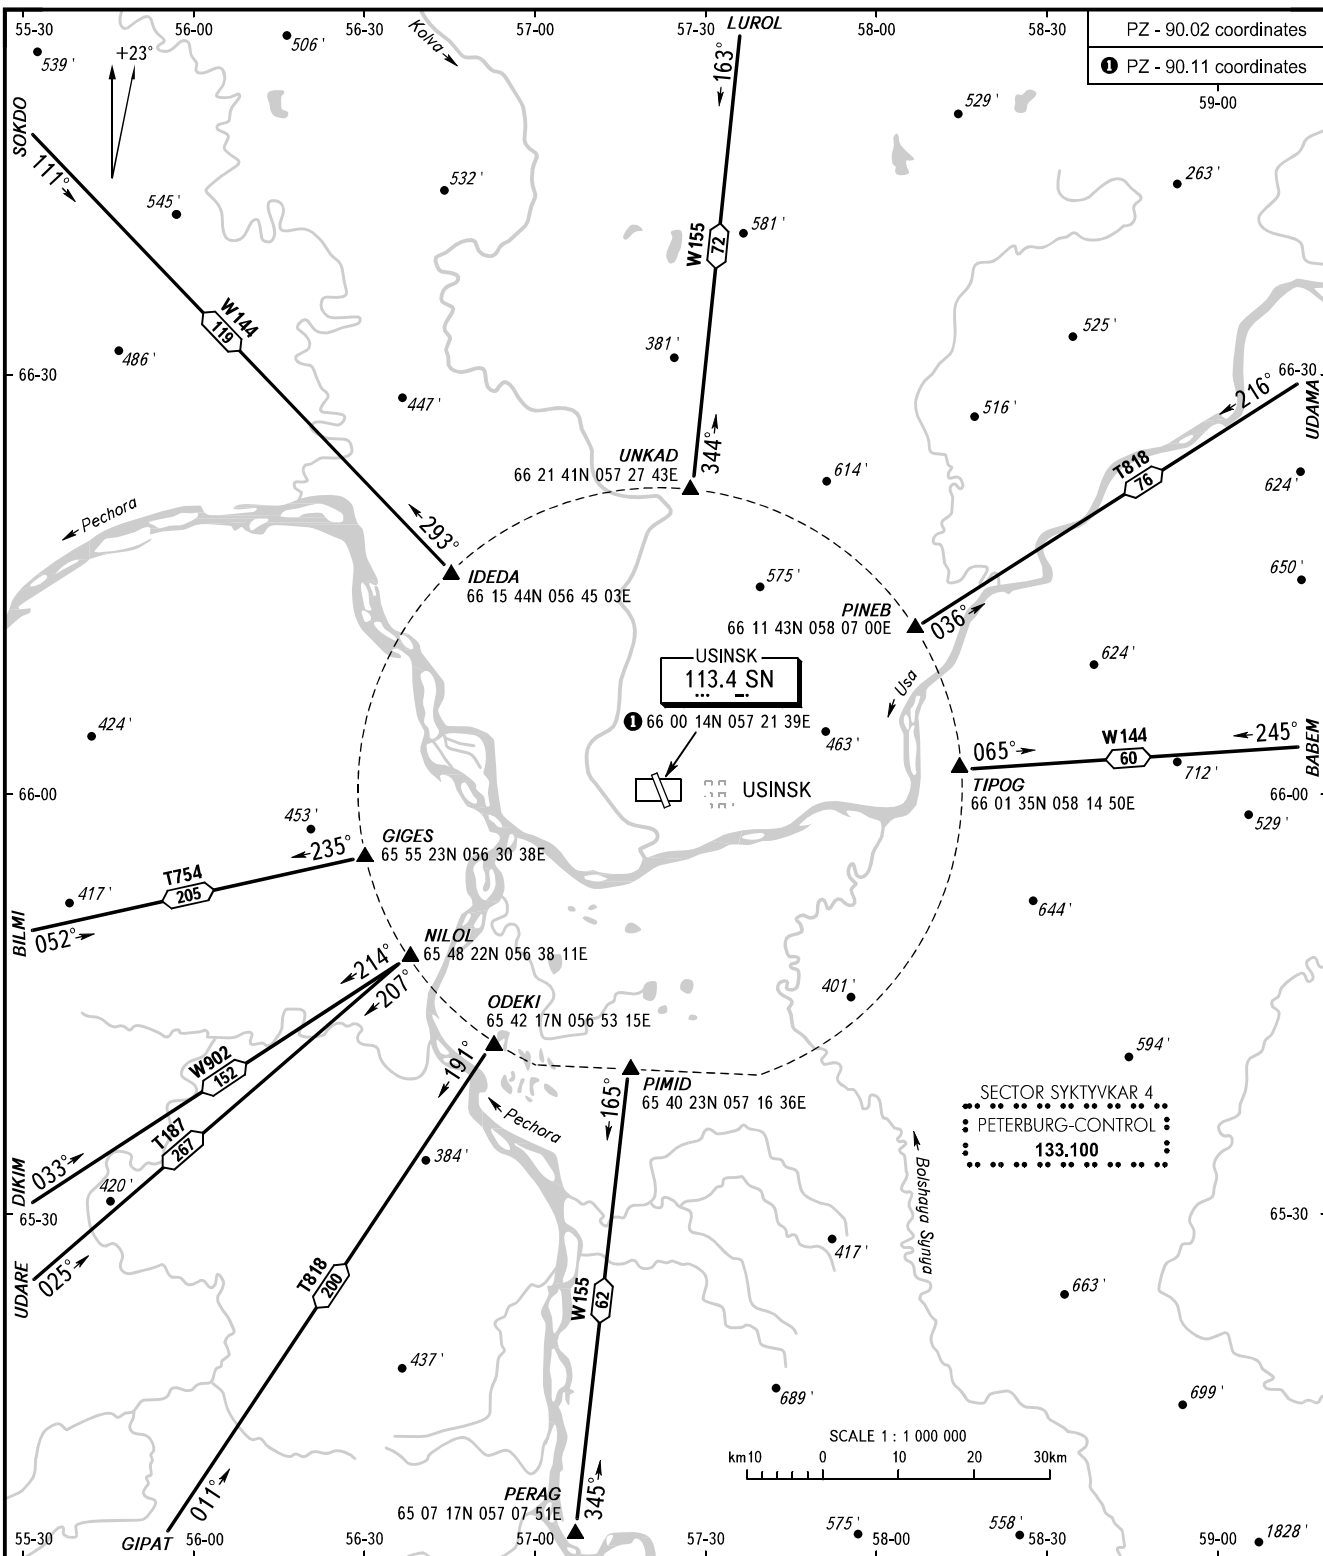 55-30
56-00
56-30
57-00
57-30
58-00
58-30
59-00
PZ - 90.02 coordinates
❶ PZ - 90.11 coordinates
LUROL
Kolva
539'
+23°
506'
SOKDO
111°
163°
529'
545'
532'
263'
581'
W155
72
W144
119
486'
381'
525'
66-30
66-30
447'
516'
216°
UDAMA
UNKAD
66 21 41N 057 27 43E
344°
614'
T818
76
624'
Pechora
293°
IDEDA
66 15 44N 056 45 03E
575'
650'
PINEB
66 11 43N 058 07 00E
036°
USINSK
113.4 SN
❶ 66 00 14N 057 21 39E
624'
Usa
424'
463'
065°
W144
60
245°
BABEM
712'
TIPOG
66 01 35N 058 14 50E
66-00
USINSK
66-00
453'
529'
GIGES
65 55 23N 056 30 38E
235°
T754
205
417'
052°
BILMI
644'
NILOL
65 48 22N 056 38 11E
214°
207°
ODEKI
65 42 17N 056 53 15E
401'
191°
594'
W902
152
PIMID
65 40 23N 057 16 36E
165°
SECTOR SYKTYVKAR 4
PETERBURG-CONTROL
133.100
Pechora
T187
267
033°
DIKIM
384'
Bolshaya Synya
420'
65-30
65-30
025°
UDARE
417'
T818
200
W155
62
663'
437'
689'
699'
SCALE 1 : 1 000 000
km10
0
10
20
30km
011°
GIPAT
PERAG
65 07 17N 057 07 51E
345°
575'
558'
1828'
55-30
56-00
56-30
57-00
57-30
58-00
58-30
59-00